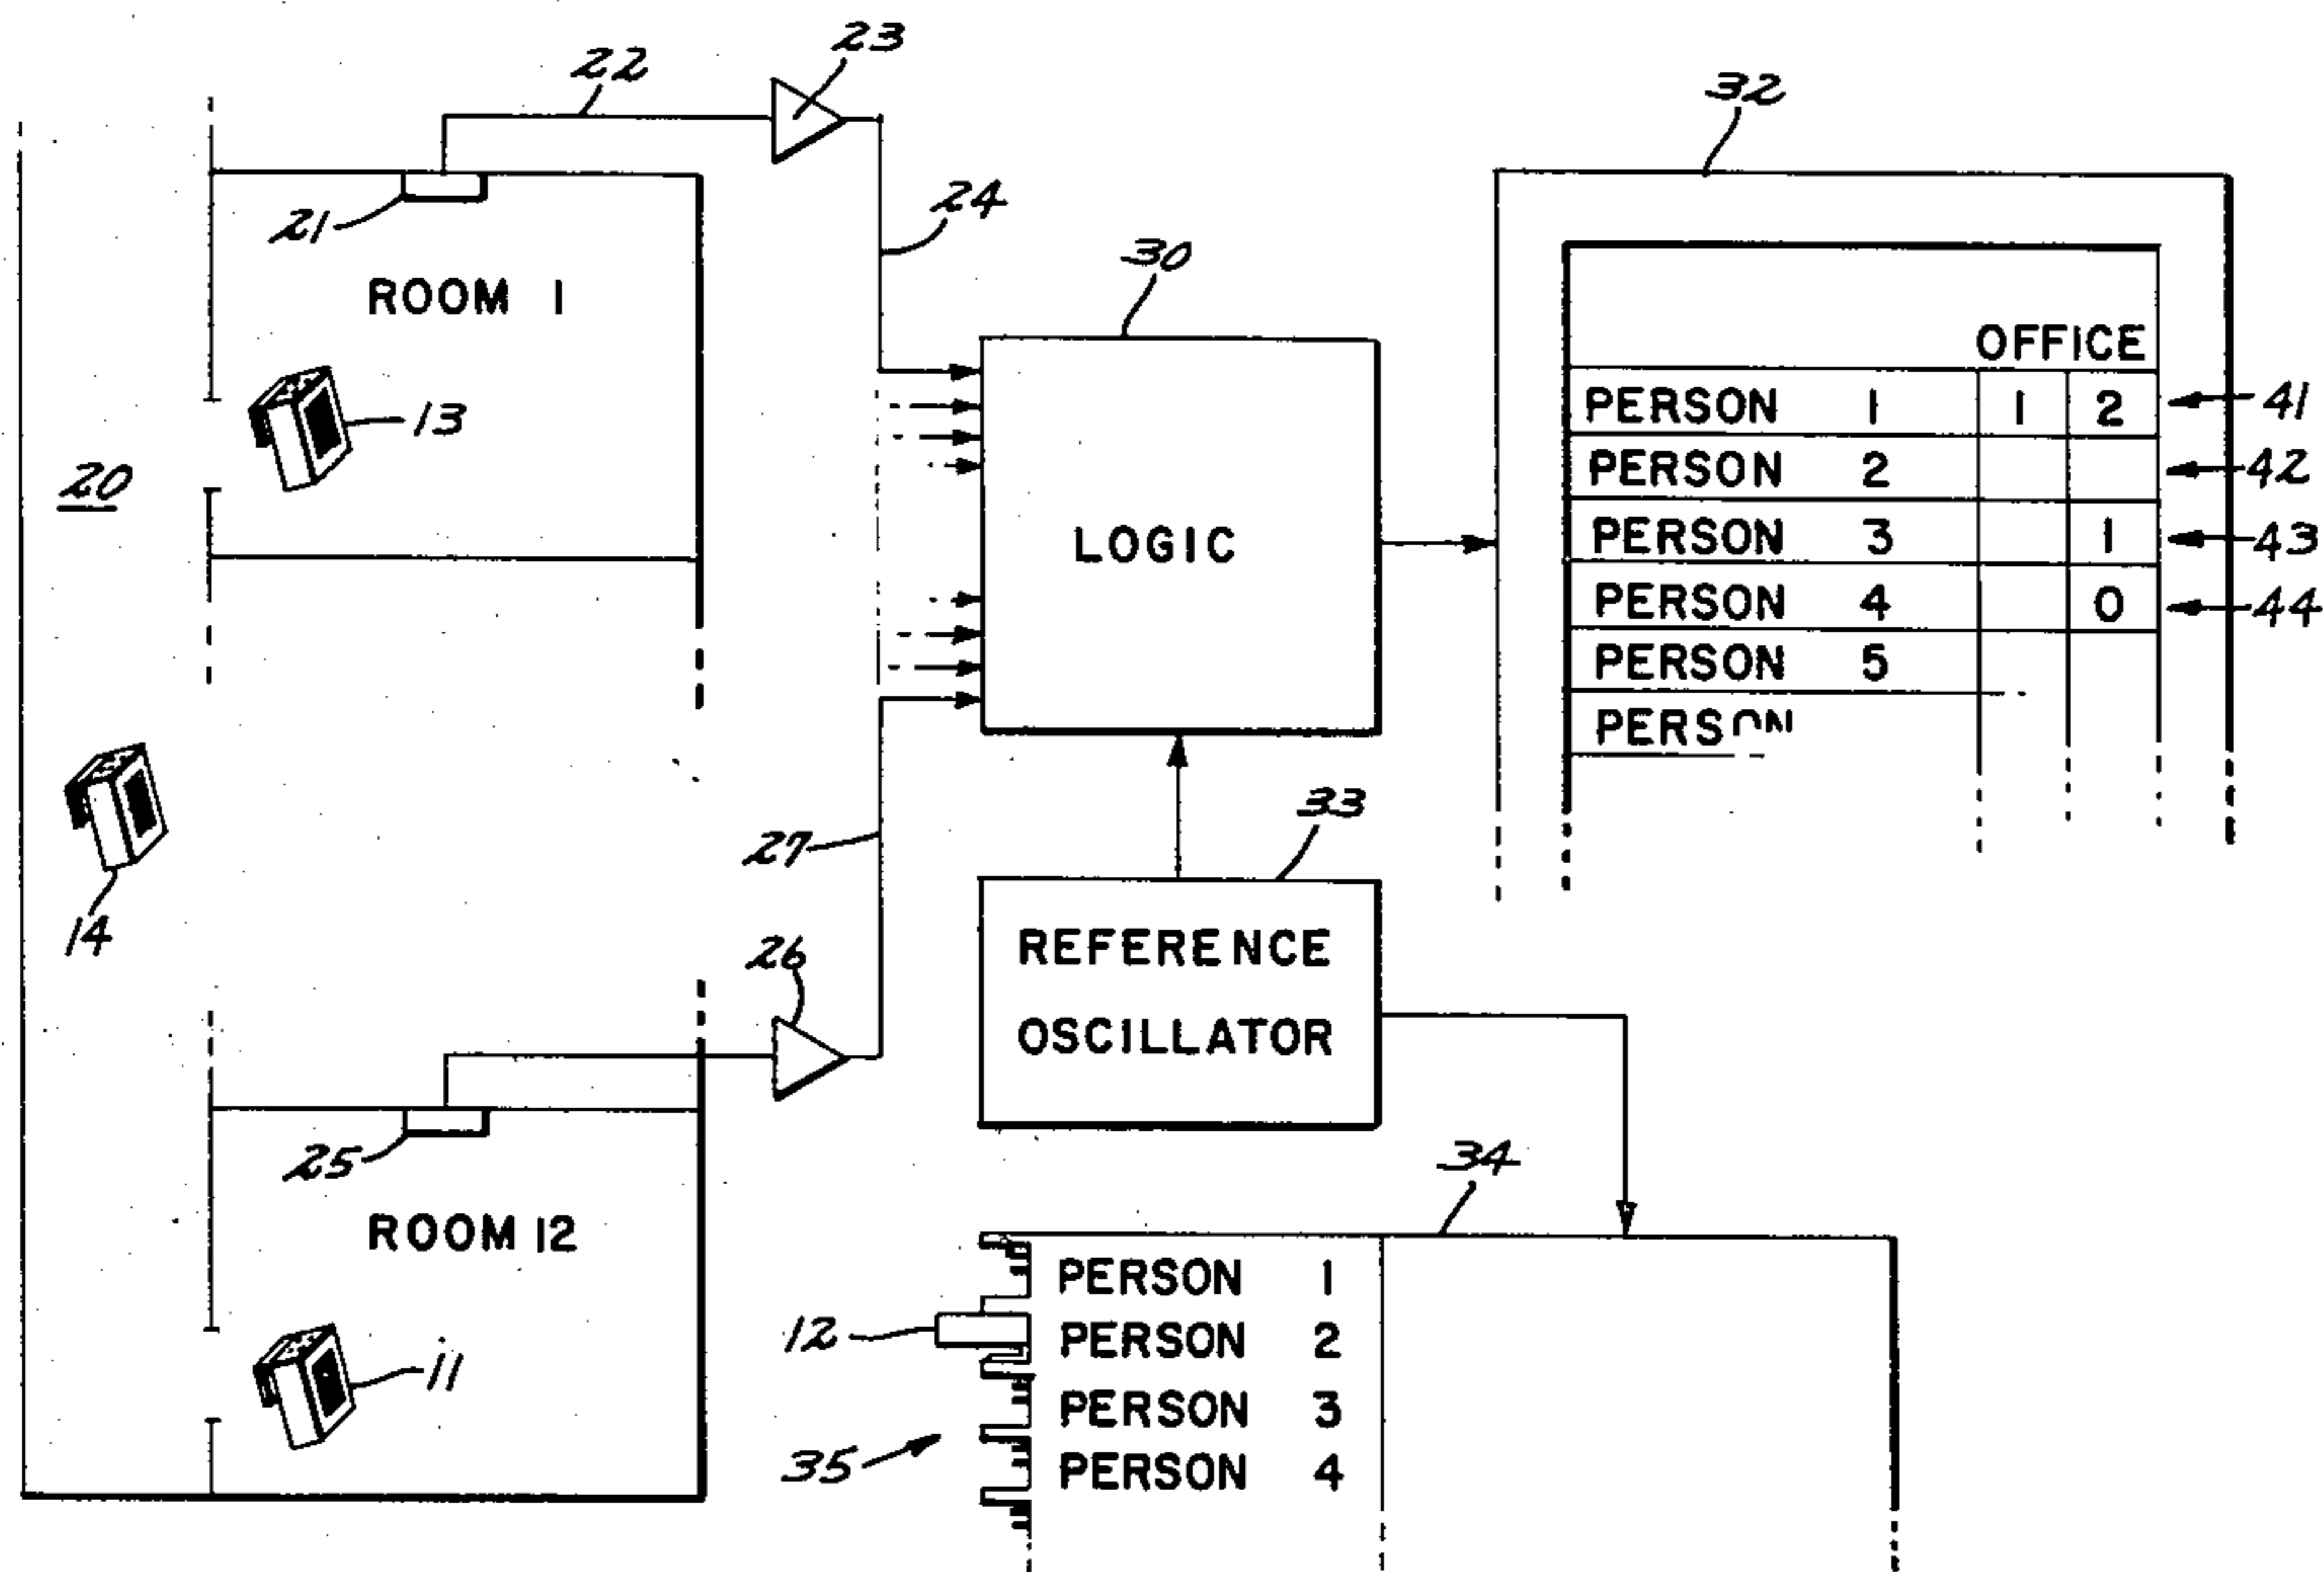 23
22
32
24
21
30
ROOM 1
OFFICE
PERSON 1 1 2 41
13
PERSON 2 42
20
PERSON 3 1 43
LOGIC
PERSON 4 0 44
PERSON 5
PERSON
33
27
14
26
REFERENCE
OSCILLATOR
25
34
ROOM 12
PERSON 1
12
PERSON 2
11
PERSON 3
35
PERSON 4